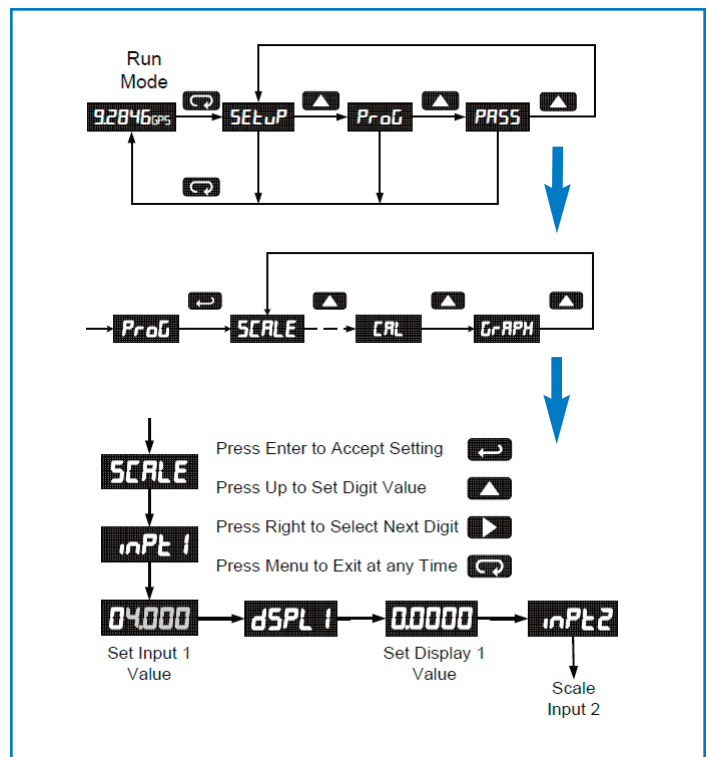 Run
Mode
9.2846GPS SEtuP ProG PASS
ProG SCALE CAL GrAPH
SCALE
Press Enter to Accept Setting
Press Up to Set Digit Value
inPt 1
Press Right to Select Next Digit
Press Menu to Exit at any Time
04.000 dSPL 1 0.0000 inPt2
Set Input 1
Value
Set Display 1
Value
Scale
Input 2